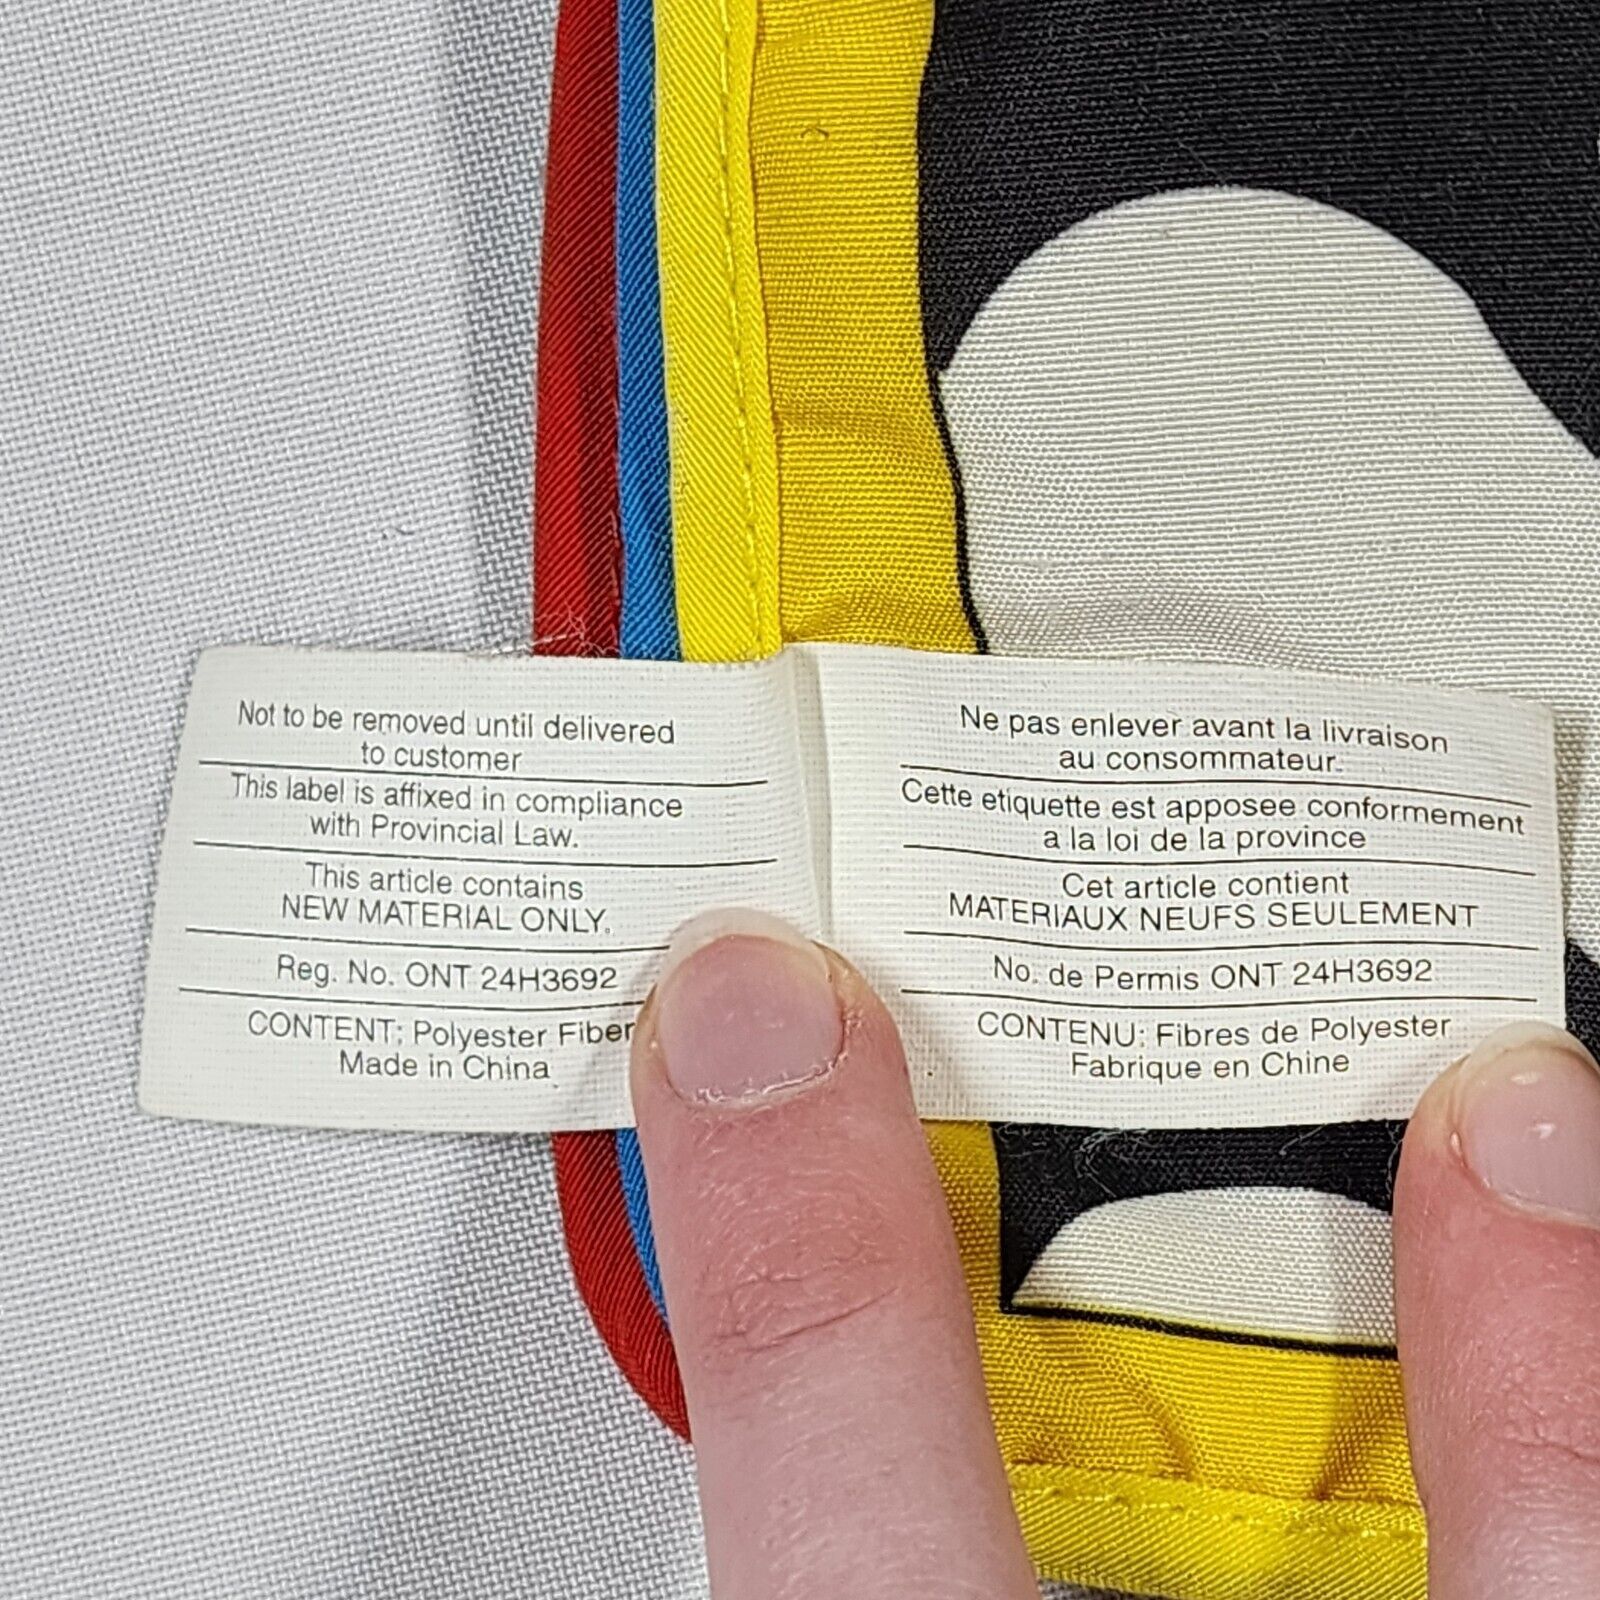 Not to be removed until delivered
to customer
This label is affixed in compliance
with Provincial Law.
This article contains
NEW MATERIAL ONLY.
Reg. No. ONT 24H3692
CONTENT: Polyester Fiber
Made in China
Ne pas enlever avant la livraison
au consommateur.
Cette etiquette est apposee conformement
a la loi de la province
Cet article contient
MATERIAUX NEUFS SEULEMENT
No. de Permis ONT 24H3692
CONTENU: Fibres de Polyester
Fabrique en Chine